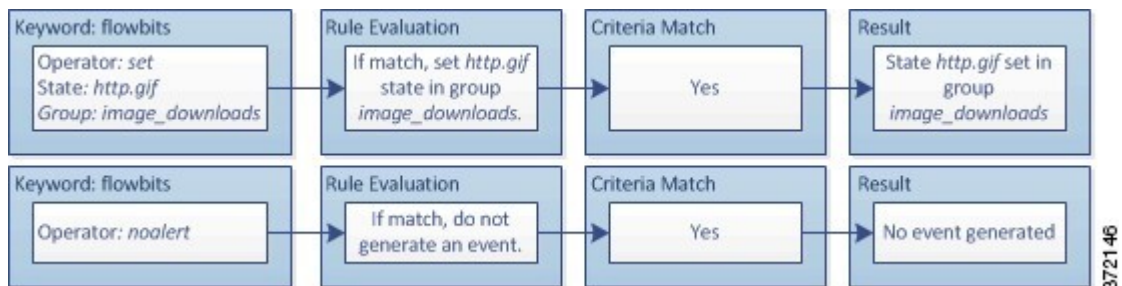 Keyword: flowbits
Operator: set
State: http.gif
Group: image_downloads
Rule Evaluation
If match, set http.gif
state in group
image_downloads.
Criteria Match
Yes
Result
State http.gif set in
group
image_downloads
Keyword: flowbits
Operator: noalert
Rule Evaluation
If match, do not
generate an event.
Criteria Match
Yes
Result
No event generated
372146